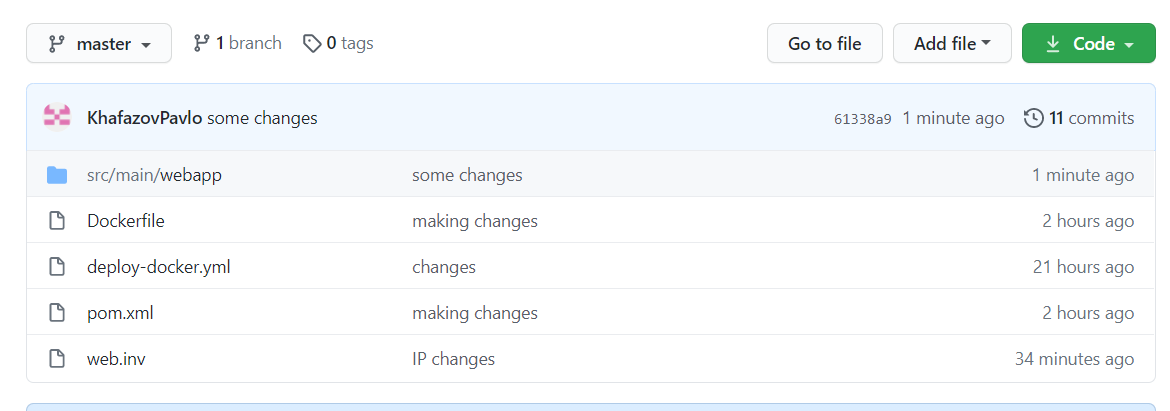 master 1 branch 0 tags Go to file Add file Code
KhafazovPavlo some changes 61338a9 1 minute ago 11 commits
src/main/webapp some changes 1 minute ago
Dockerfile making changes 2 hours ago
deploy-docker.yml changes 21 hours ago
pom.xml making changes 2 hours ago
web.inv IP changes 34 minutes ago